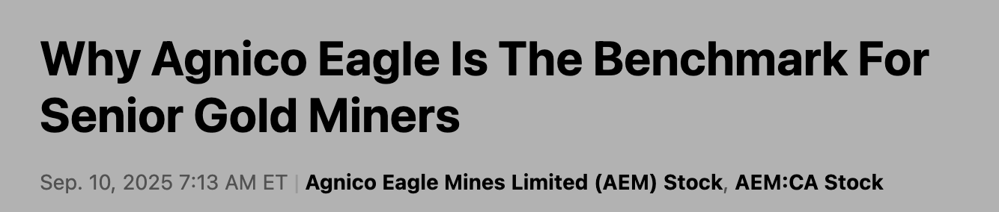 Why Agnico Eagle Is The Benchmark For
Senior Gold Miners
Sep. 10, 2025 7:13 AM ET | Agnico Eagle Mines Limited (AEM) Stock, AEM:CA Stock